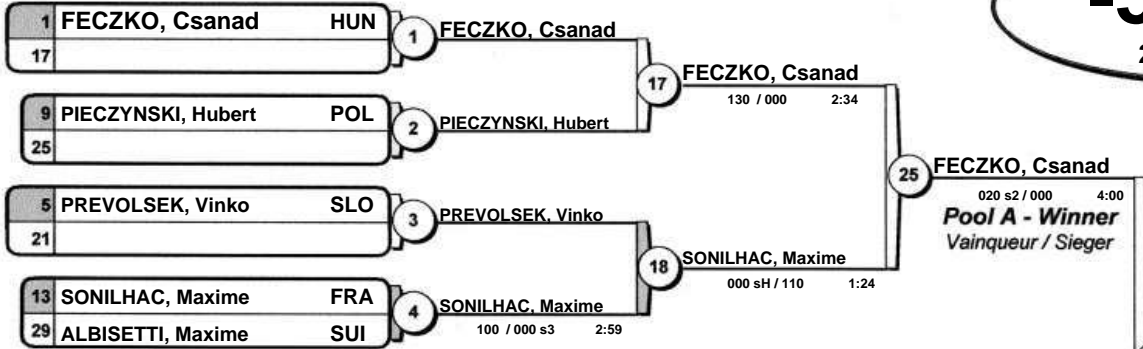 1 FECZKO, Csanad HUN
17
1
FECZKO, Csanad
9 PIECZYNSKI, Hubert POL
25
2
PIECZYNSKI, Hubert
17
FECZKO, Csanad
130 / 000 2:34
5 PREVOLSEK, Vinko SLO
21
3
PREVOLSEK, Vinko
13 SONILHAC, Maxime FRA
29 ALBISETTI, Maxime SUI
4
SONILHAC, Maxime
100 / 000 s3 2:59
18
SONILHAC, Maxime
000 sH / 110 1:24
25
FECZKO, Csanad
020 s2 / 000 4:00
Pool A - Winner
Vainqueur / Sieger